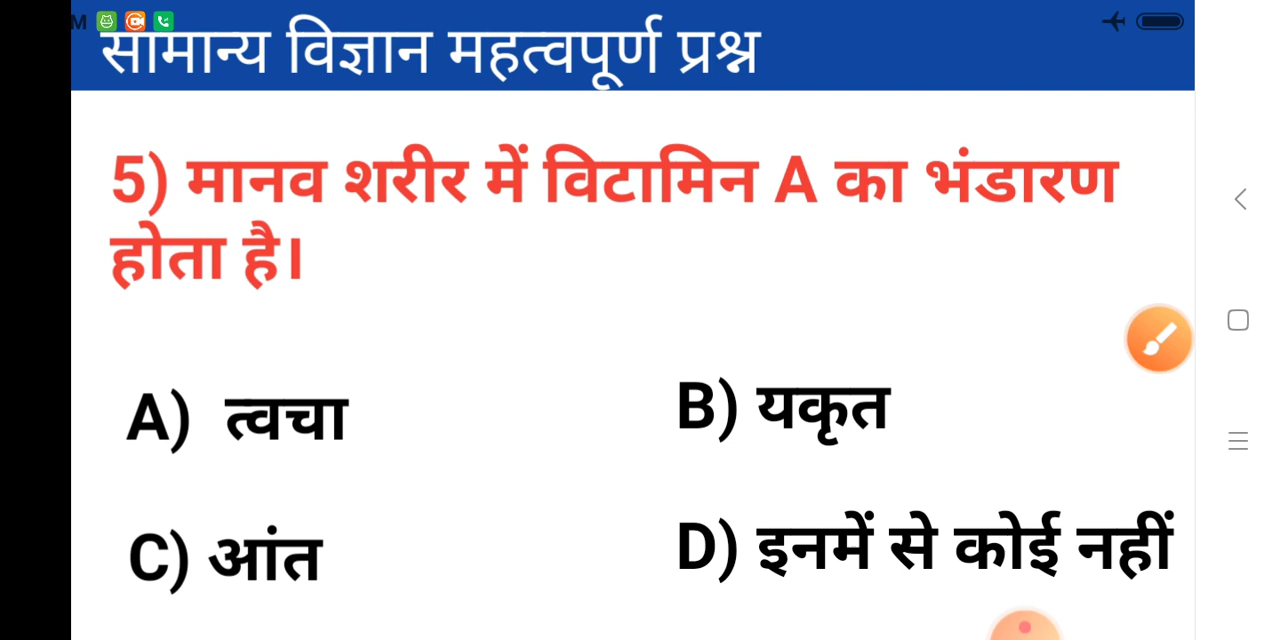 M
सामान्य विज्ञान महत्वपूर्ण प्रश्न
5) मानव शरीर में विटामिन A का भंडारण
होता है।
A) त्वचा
B) यकृत
C) आंत
D) इनमें से कोई नहीं